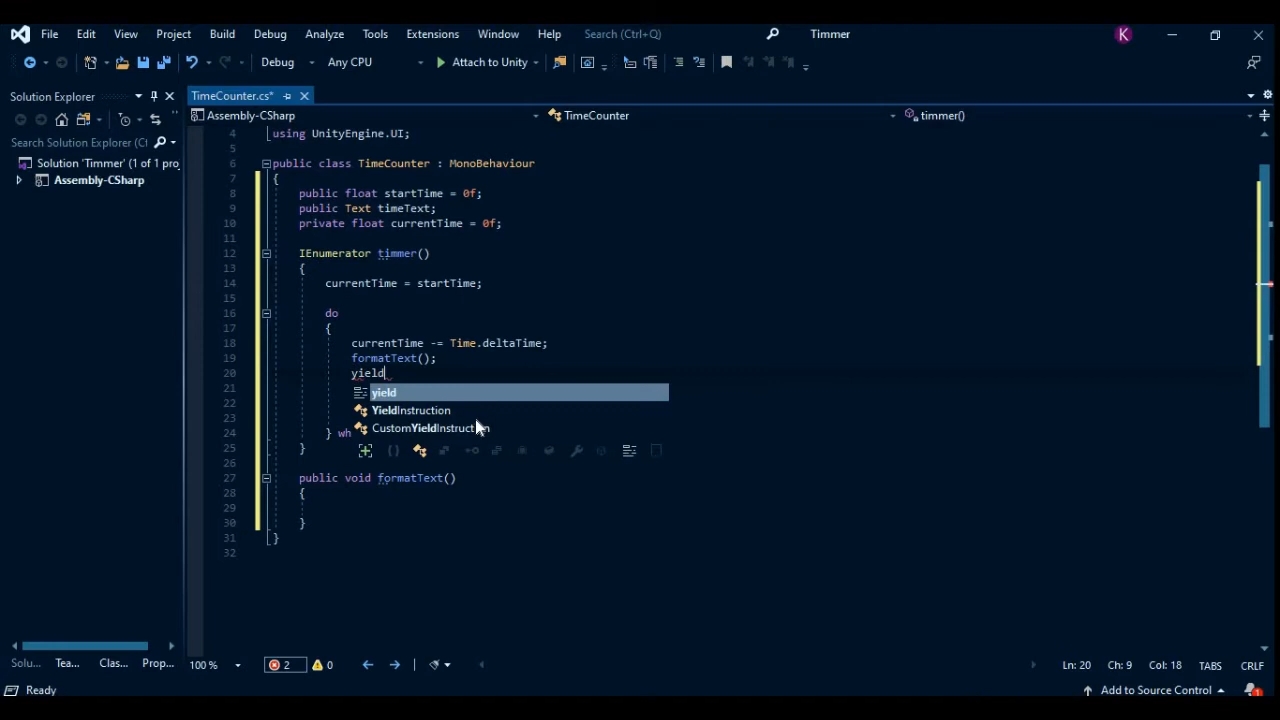 File Edit View Project Build Debug Analyze Tools Extensions Window Help Search (Ctrl+Q) Timmer K
Debug Any CPU Attach to Unity
Solution Explorer TimeCounter.cs*
Assembly-CSharp TimeCounter timmer()
Search Solution Explorer (Ct
Solution 'Timmer' (1 of 1 proj
Assembly-CSharp
4 using UnityEngine.UI;
5
6 public class TimeCounter : MonoBehaviour
7 {
8 public float startTime = 0f;
9 public Text timeText;
10 private float currentTime = 0f;
11
12 IEnumerator timmer()
13 {
14 currentTime = startTime;
15
16 do
17 {
18 currentTime -= Time.deltaTime;
19 formatText();
20 yield
21 yield
22 YieldInstruction
23 CustomYieldInstruction
24 } wh
25 }
26
27 public void formatText()
28 {
29
30 }
31 }
32
Solu... Tea... Clas... Prop... 100 % 2 0 Ln: 20 Ch: 9 Col: 18 TABS CRLF
Ready Add to Source Control 1